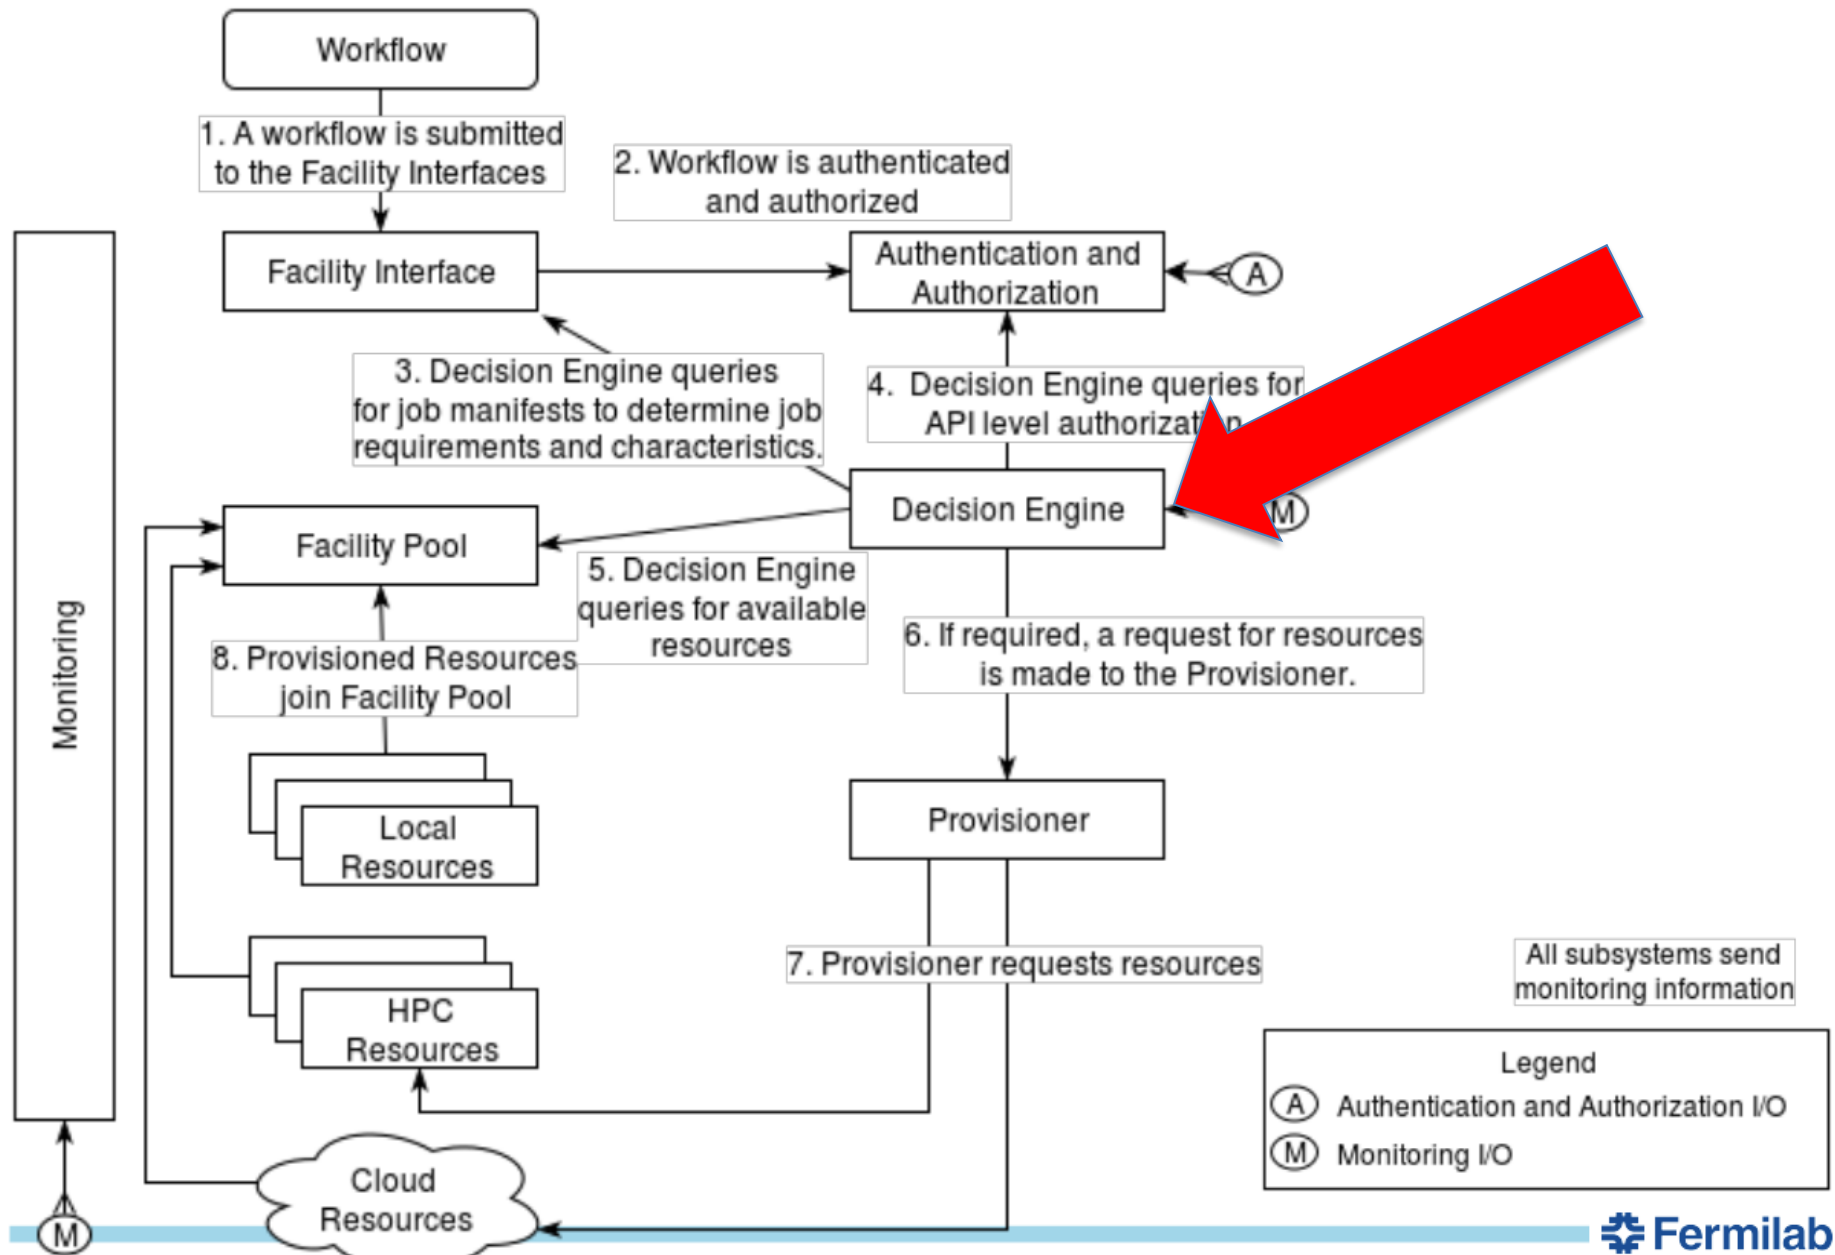 Workflow
1. A workflow is submitted
to the Facility Interfaces
2. Workflow is authenticated
and authorized
Facility Interface
Authentication and
Authorization
A
3. Decision Engine queries
for job manifests to determine job
requirements and characteristics.
4. Decision Engine queries for
API level
Decision Engine
M
Facility Pool
5. Decision Engine
queries for available
resources
6. If required, a request for resources
is made to the Provisioner.
8. Provisioned Resources
join Facility Pool
Monitoring
Local
Resources
Provisioner
7. Provisioner requests resources
HPC
Resources
All subsystems send
monitoring information
Legend
A Authentication and Authorization I/O
M Monitoring I/O
Cloud
Resources
M
Fermilab